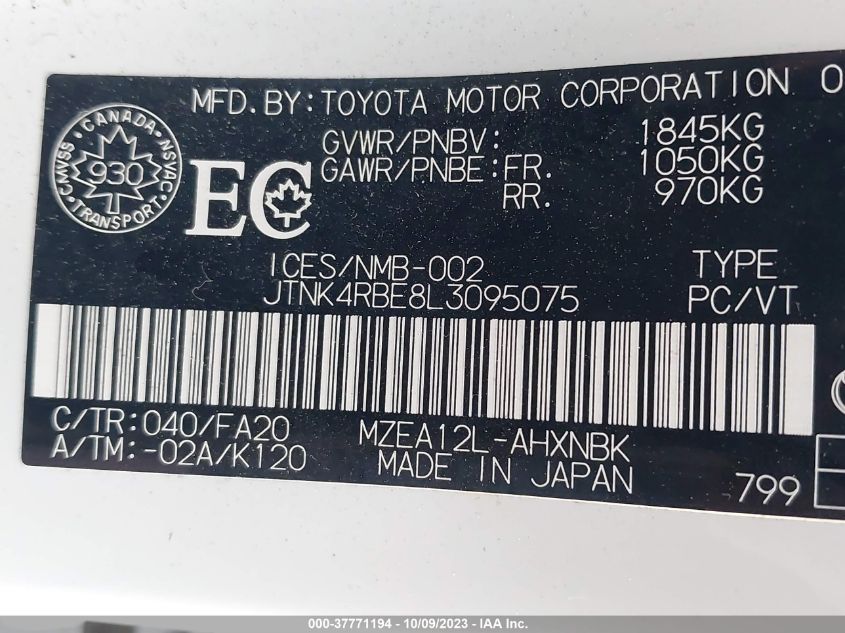 MFD.BY:TOYOTA MOTOR CORPORATION
CANADA
CMVSS 930 NSVAC
TRANSPORT
EC
GVWR/PNBV: 1845KG
GAWR/PNBE:FR. 1050KG
RR. 970KG
ICES/NMB-002 TYPE
JTNK4RBE8L3095075 PC/VT
C/TR:040/FA20 MZEA12L-AHXNBK
A/TM:-02A/K120 MADE IN JAPAN 799
000-37771194 - 10/09/2023 - IAA Inc.